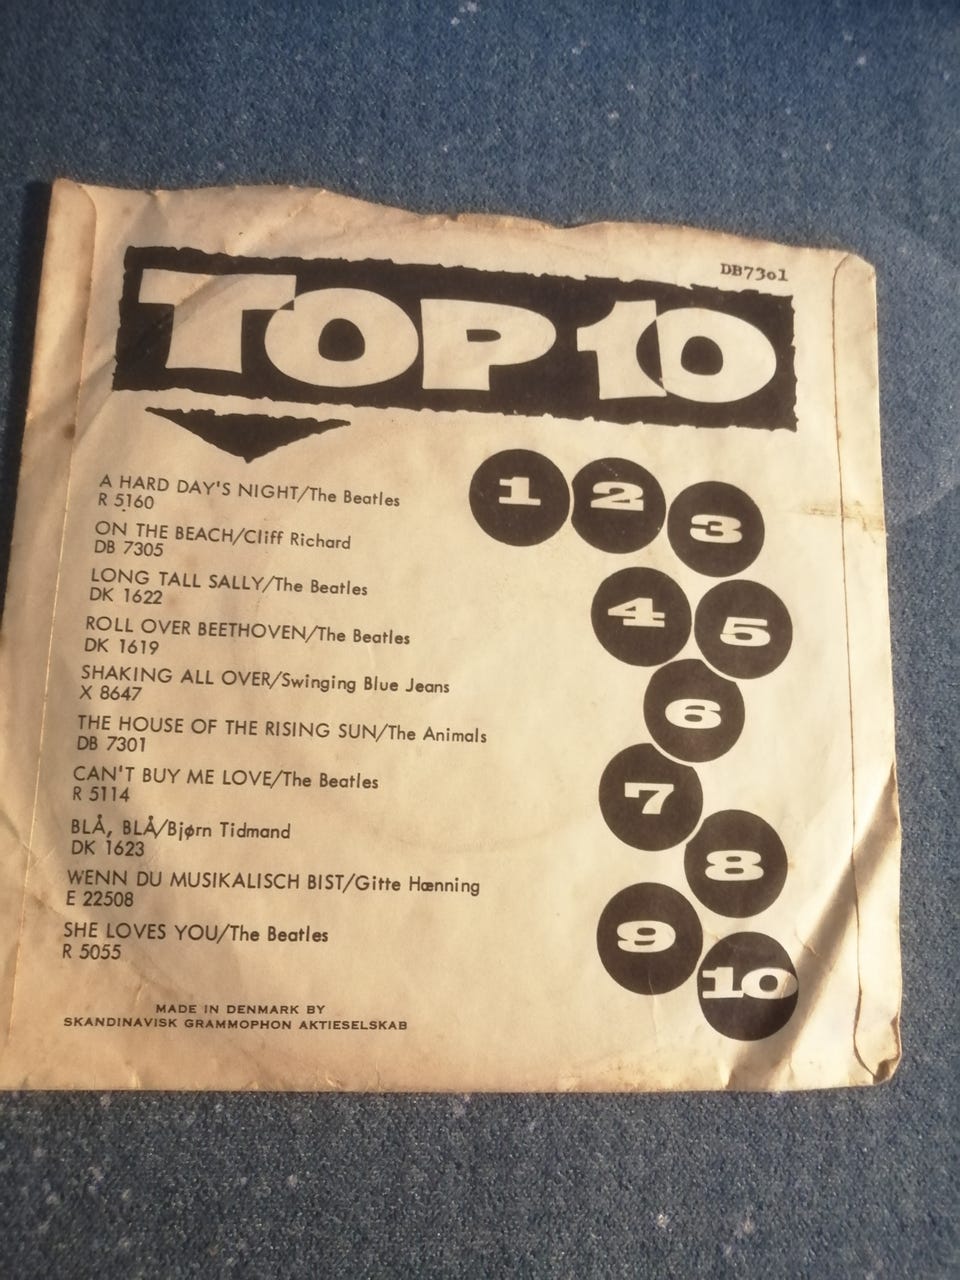 DB73o1
TOP 10
A HARD DAY'S NIGHT/The Beatles
R 5160
ON THE BEACH/Cliff Richard
DB 7305
LONG TALL SALLY/The Beatles
DK 1622
ROLL OVER BEETHOVEN/The Beatles
DK 1619
SHAKING ALL OVER/Swinging Blue Jeans
X 8647
THE HOUSE OF THE RISING SUN/The Animals
DB 7301
CAN'T BUY ME LOVE/The Beatles
R 5114
BLÅ, BLÅ/Bjørn Tidmand
DK 1623
WENN DU MUSIKALISCH BIST/Gitte Hænning
E 22508
SHE LOVES YOU/The Beatles
R 5055
1 2 3
4 5
6
7
8
9
10
MADE IN DENMARK BY
SKANDINAVISK GRAMMOPHON AKTIESELSKAB